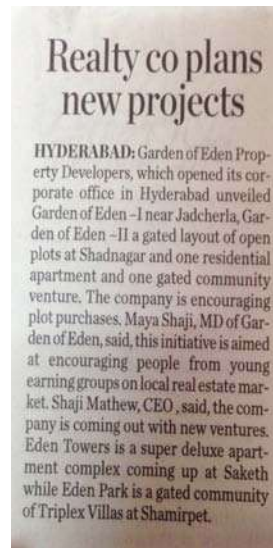 Realty co plans
new projects
HYDERABAD: Garden of Eden Prop-
erty Developers, which opened its cor-
porate office in Hyderabad unveiled
Garden of Eden –I near Jadcherla, Gar-
den of Eden –II a gated layout of open
plots at Shadnagar and one residential
apartment and one gated community
venture. The company is encouraging
plot purchases. Maya Shaji, MD of Gar-
den of Eden, said, this initiative is aimed
at encouraging people from young
earning groups on local real estate mar-
ket. Shaji Mathew, CEO , said, the com-
pany is coming out with new ventures.
Eden Towers is a super deluxe apart-
ment complex coming up at Saketh
while Eden Park is a gated community
of Triplex Villas at Shamirpet.